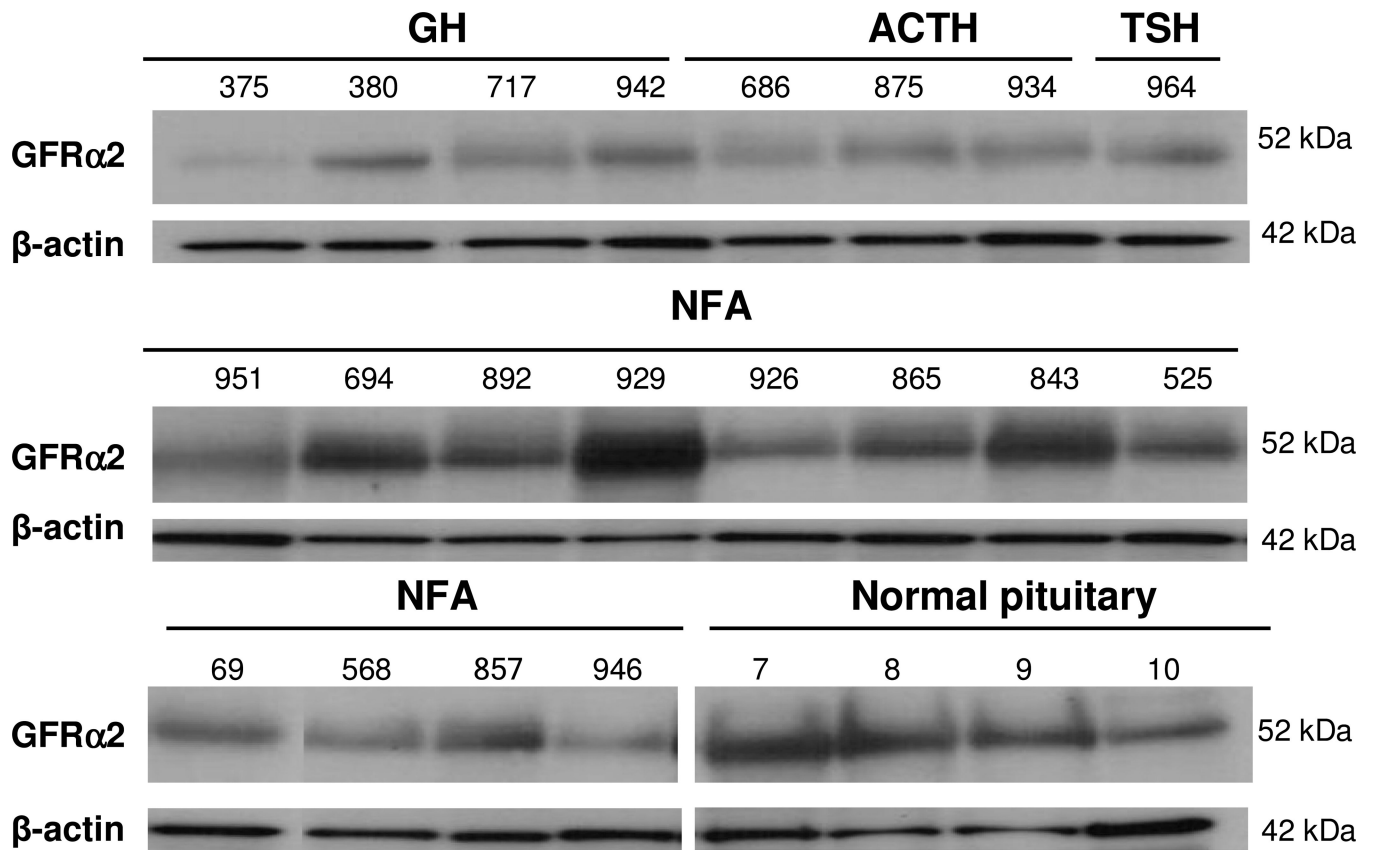 GH ACTH TSH
375 380 717 942 686 875 934 964
GFRα2 52 kDa
β-actin 42 kDa
NFA
951 694 892 929 926 865 843 525
GFRα2 52 kDa
β-actin 42 kDa
NFA Normal pituitary
69 568 857 946 7 8 9 10
GFRα2 52 kDa
β-actin 42 kDa